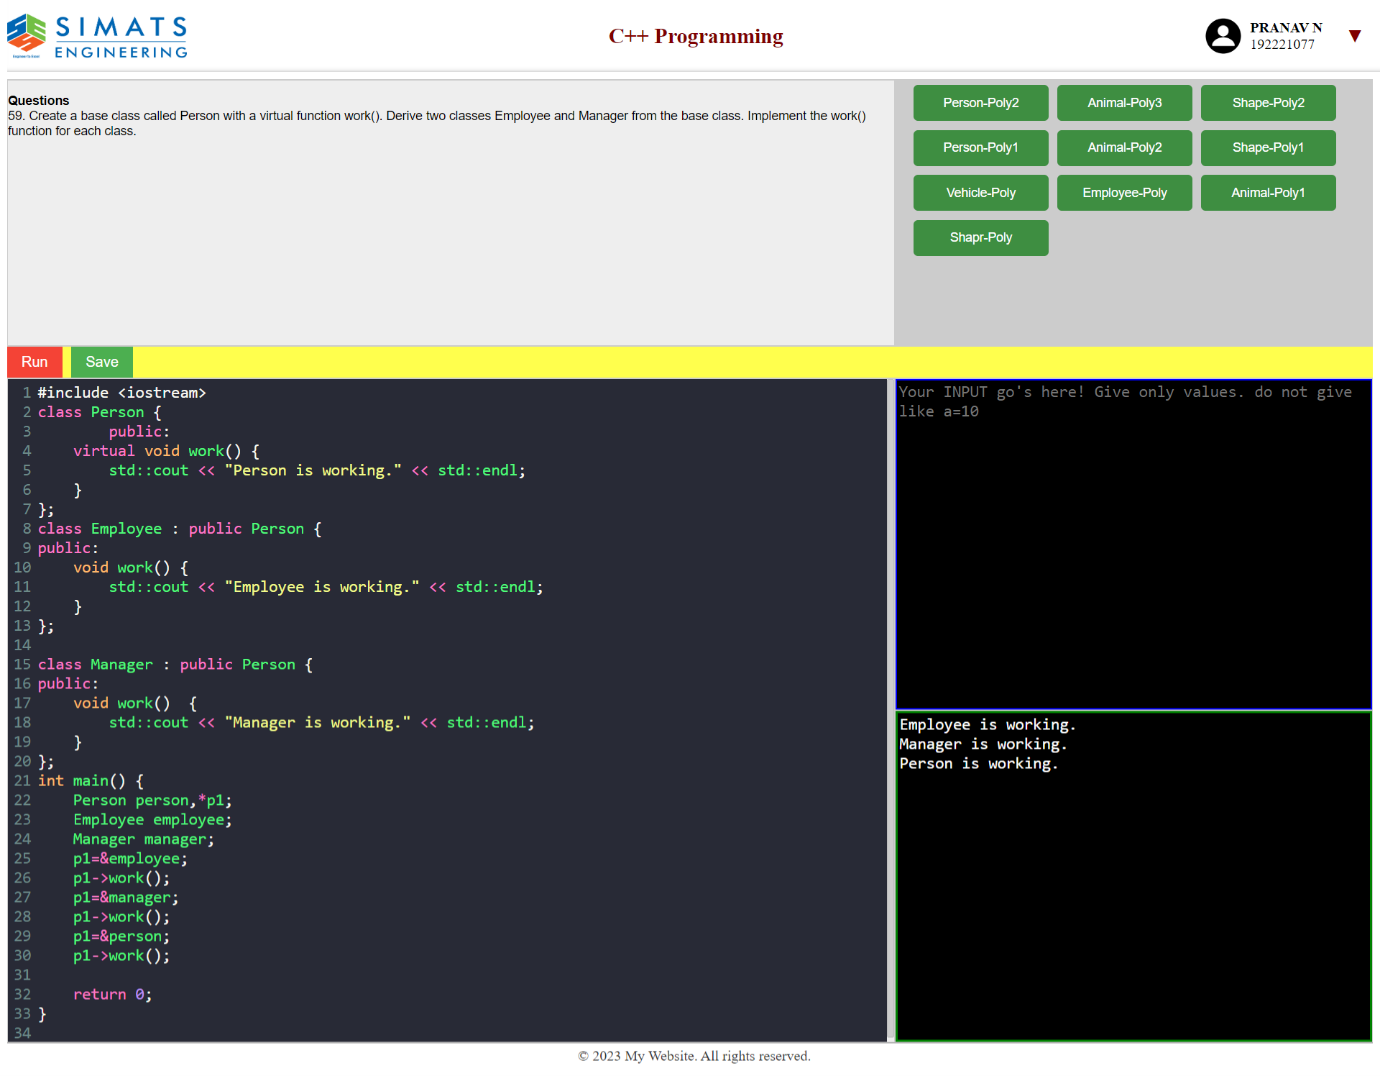 SIMATS
ENGINEERING
C++ Programming
PRANAV N
192221077
Questions
59. Create a base class called Person with a virtual function work(). Derive two classes Employee and Manager from the base class. Implement the work()
function for each class.
Person-Poly2 Animal-Poly3 Shape-Poly2
Person-Poly1 Animal-Poly2 Shape-Poly1
Vehicle-Poly Employee-Poly Animal-Poly1
Shapr-Poly
Run Save
1 #include <iostream>
2 class Person {
3         public:
4     virtual void work() {
5         std::cout << "Person is working." << std::endl;
6     }
7 };
8 class Employee : public Person {
9 public:
10     void work() {
11         std::cout << "Employee is working." << std::endl;
12     }
13 };
14
15 class Manager : public Person {
16 public:
17     void work()  {
18         std::cout << "Manager is working." << std::endl;
19     }
20 };
21 int main() {
22     Person person,*p1;
23     Employee employee;
24     Manager manager;
25     p1=&employee;
26     p1->work();
27     p1=&manager;
28     p1->work();
29     p1=&person;
30     p1->work();
31
32     return 0;
33 }
34
Your INPUT go's here! Give only values. do not give
like a=10
Employee is working.
Manager is working.
Person is working.
© 2023 My Website. All rights reserved.